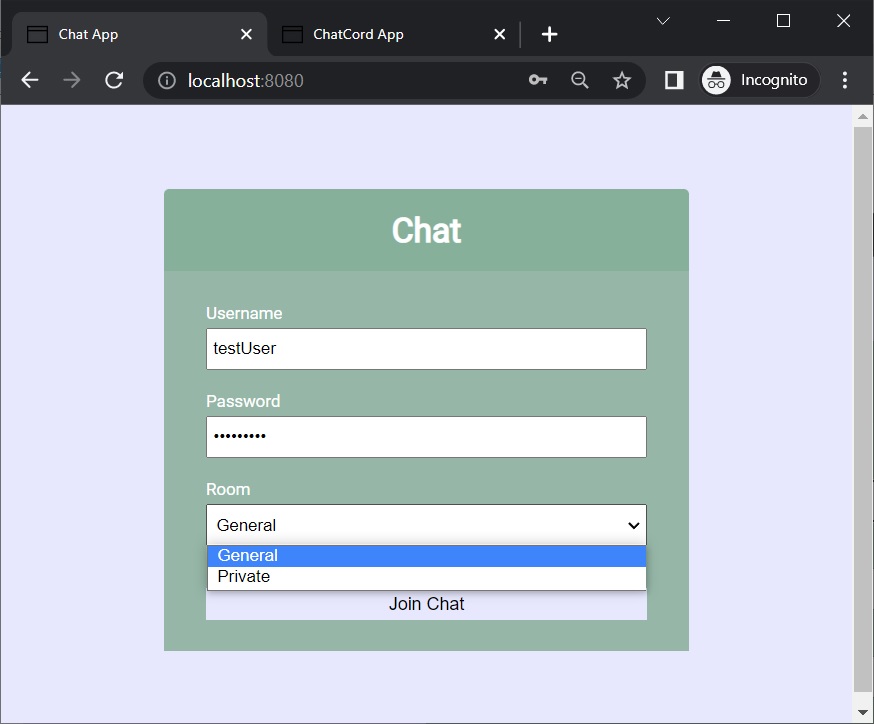 Chat App
ChatCord App
localhost:8080
Incognito
Chat
Username
testUser
Password
•••••••••
Room
General
General
Private
Join Chat